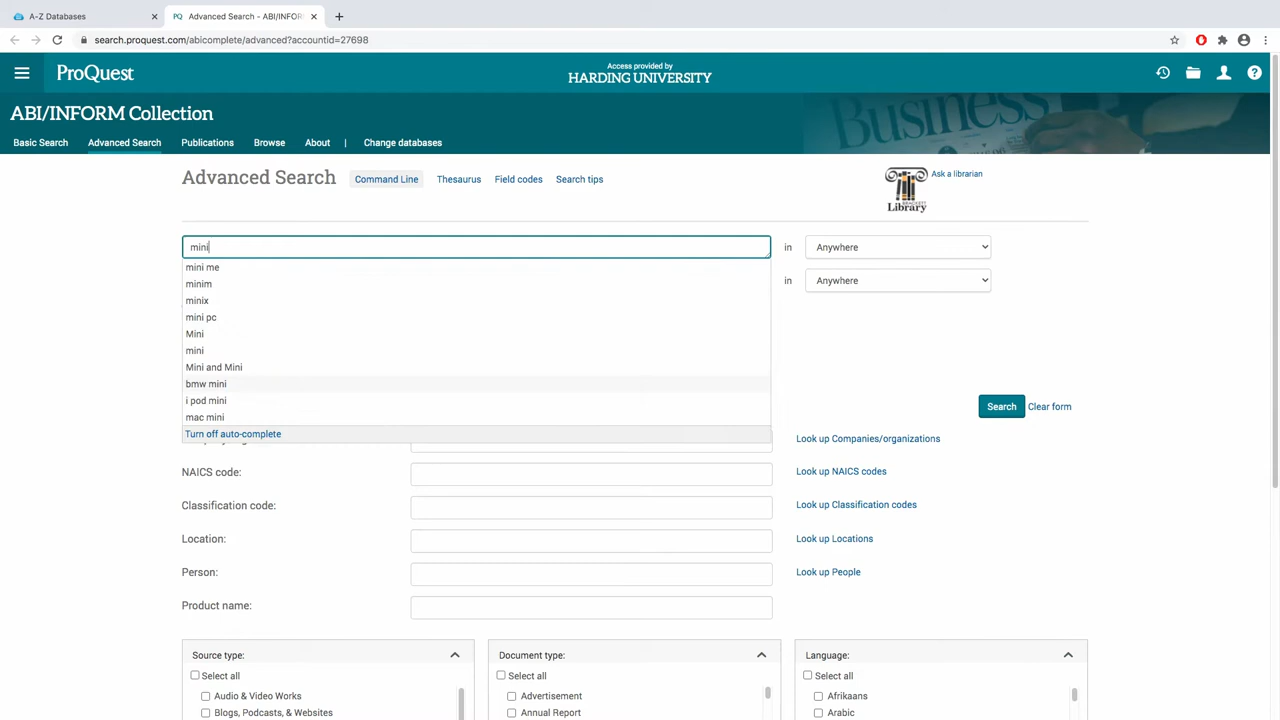 A-Z Databases
PQ Advanced Search - ABI/INFOR
search.proquest.com/abicomplete/advanced?accountid=27698
ProQuest
Access provided by
HARDING UNIVERSITY
ABI/INFORM Collection
Business
Basic Search Advanced Search Publications Browse About | Change databases
Advanced Search Command Line Thesaurus Field codes Search tips
Ask a librarian
BRACKETT
Library
mini in Anywhere
mini me
in Anywhere
minim
minix
mini pc
Mini
mini
Mini and Mini
bmw mini
i pod mini
Search Clear form
mac mini
Turn off auto-complete
Look up Companies/organizations
NAICS code: Look up NAICS codes
Classification code: Look up Classification codes
Location: Look up Locations
Person: Look up People
Product name:
Source type: Document type: Language:
Select all Select all Select all
Audio & Video Works Advertisement Afrikaans
Blogs, Podcasts, & Websites Annual Report Arabic